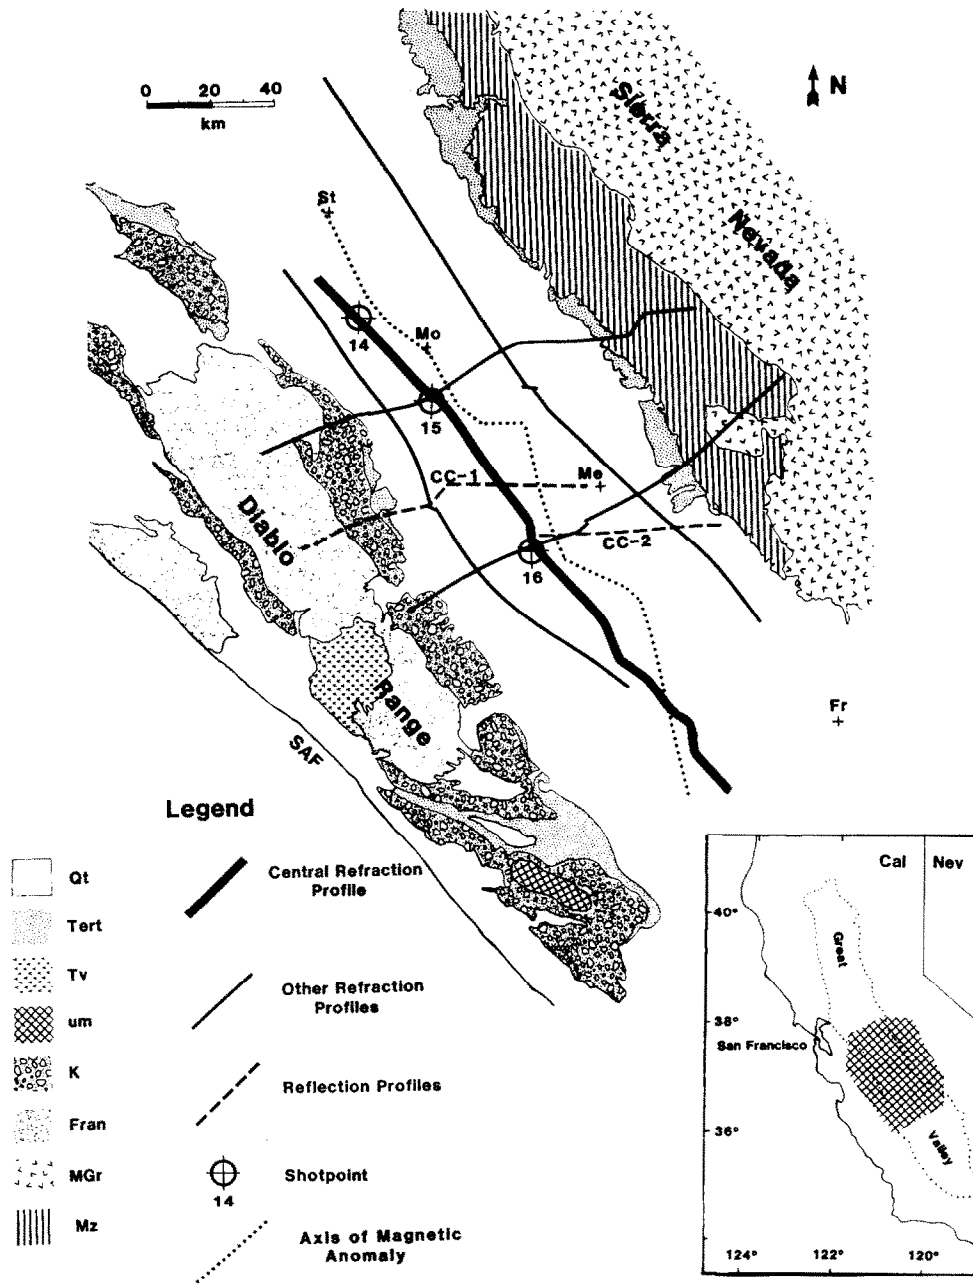 0 20 40
km
N
Sierra
Nevada
St
14
Mo
15
CC-1
Me
CC-2
16
Diablo
Range
SAF
Fr
Legend
Qt
Tert
Tv
um
K
Fran
MGr
Mz
Central Refraction
Profile
Other Refraction
Profiles
Reflection Profiles
14
Shotpoint
Axis of Magnetic
Anomaly
Cal Nev
40°
Great
38°
San Francisco
36°
Valley
124° 122° 120°